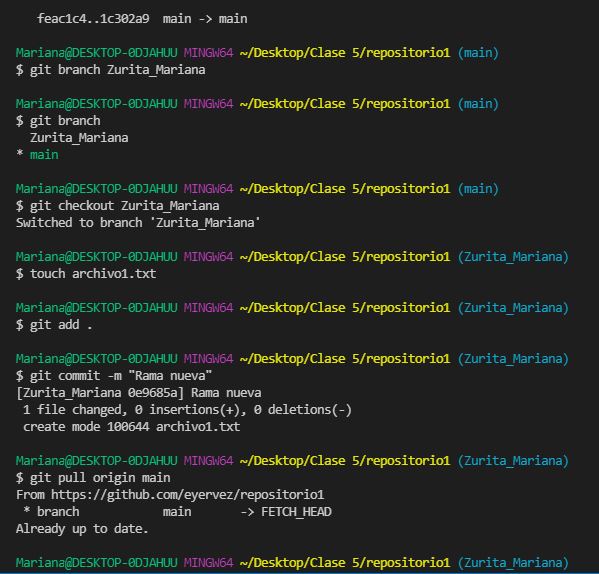 feac1c4..1c302a9  main -> main
Mariana@DESKTOP-0DJAHUU MINGW64 ~/Desktop/Clase 5/repositorio1 (main)
$ git branch Zurita_Mariana
Mariana@DESKTOP-0DJAHUU MINGW64 ~/Desktop/Clase 5/repositorio1 (main)
$ git branch
  Zurita_Mariana
* main
Mariana@DESKTOP-0DJAHUU MINGW64 ~/Desktop/Clase 5/repositorio1 (main)
$ git checkout Zurita_Mariana
Switched to branch 'Zurita_Mariana'
Mariana@DESKTOP-0DJAHUU MINGW64 ~/Desktop/Clase 5/repositorio1 (Zurita_Mariana)
$ touch archivo1.txt
Mariana@DESKTOP-0DJAHUU MINGW64 ~/Desktop/Clase 5/repositorio1 (Zurita_Mariana)
$ git add .
Mariana@DESKTOP-0DJAHUU MINGW64 ~/Desktop/Clase 5/repositorio1 (Zurita_Mariana)
$ git commit -m "Rama nueva"
[Zurita_Mariana 0e9685a] Rama nueva
 1 file changed, 0 insertions(+), 0 deletions(-)
 create mode 100644 archivo1.txt
Mariana@DESKTOP-0DJAHUU MINGW64 ~/Desktop/Clase 5/repositorio1 (Zurita_Mariana)
$ git pull origin main
From https://github.com/eyervez/repositorio1
 * branch            main       -> FETCH_HEAD
Already up to date.
Mariana@DESKTOP-0DJAHUU MINGW64 ~/Desktop/Clase 5/repositorio1 (Zurita_Mariana)